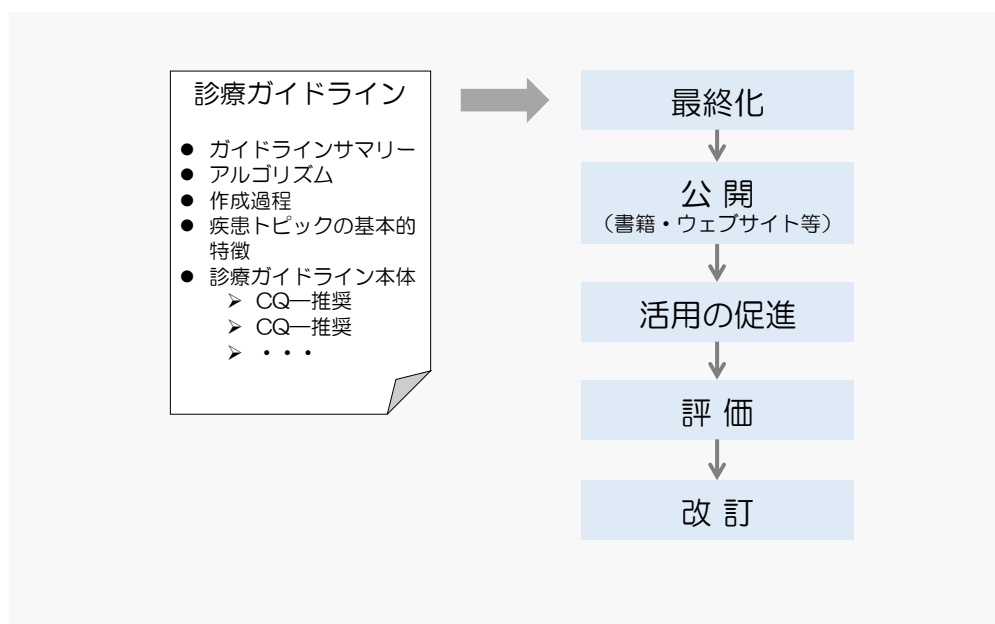 診療ガイドライン
● ガイドラインサマリー
● アルゴリズム
● 作成過程
● 疾患トピックの基本的
特徴
● 診療ガイドライン本体
➢ CQ―推奨
➢ CQ―推奨
➢ ・・・
最終化
公 開
（書籍・ウェブサイト等）
活用の促進
評 価
改 訂